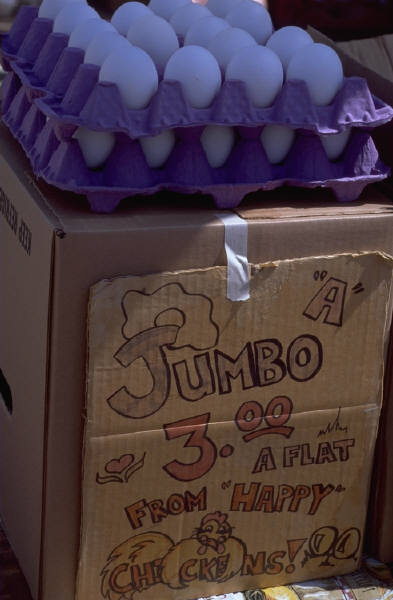 "A"
JUMBO
3.00
A FLAT
FROM "HAPPY"
CHICKENS!